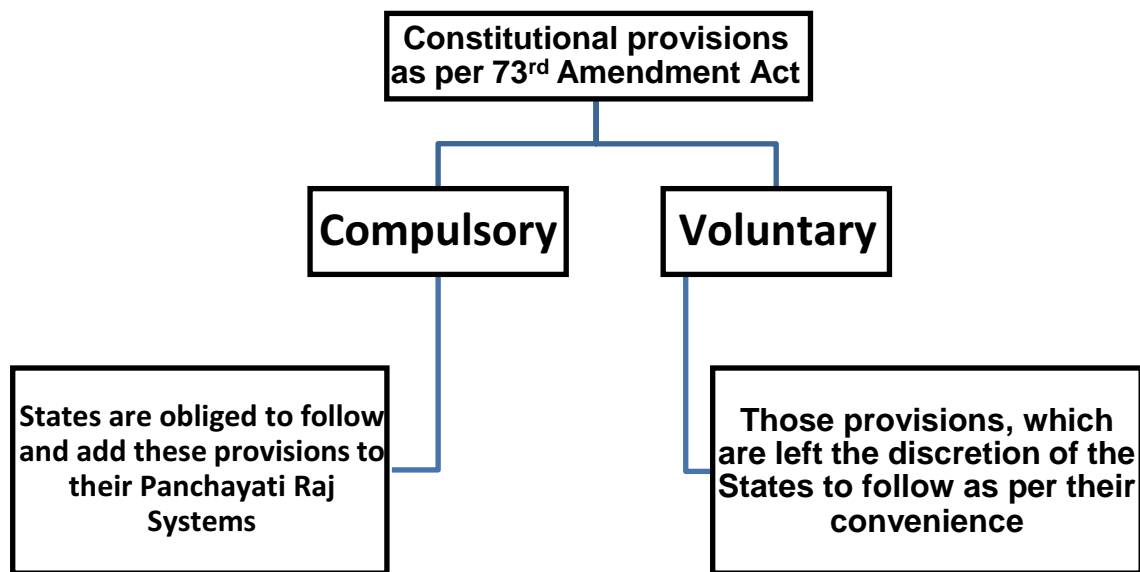 Constitutional provisions
as per 73rd Amendment Act
Compulsory
Voluntary
States are obliged to follow
and add these provisions to
their Panchayati Raj
Systems
Those provisions, which
are left the discretion of the
States to follow as per their
convenience